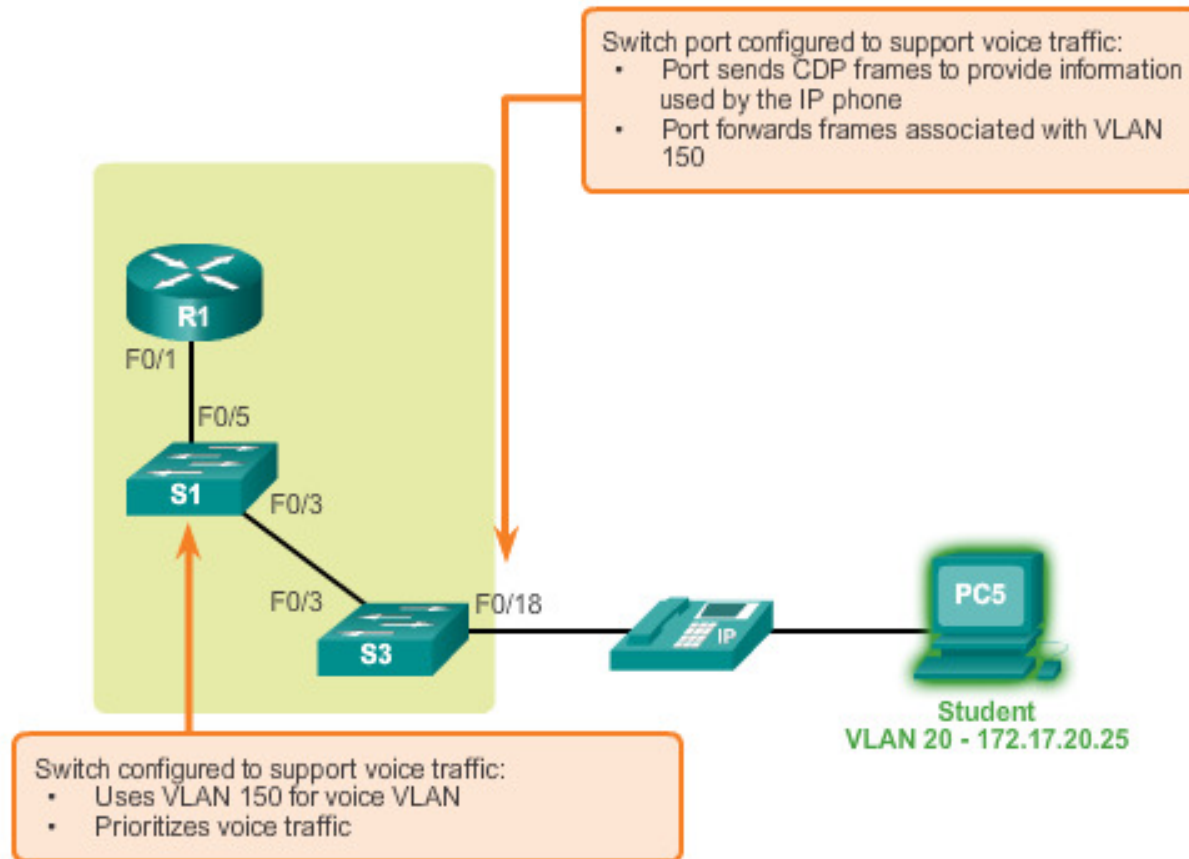 Switch port configured to support voice traffic:
• Port sends CDP frames to provide information
used by the IP phone
• Port forwards frames associated with VLAN
150
R1
F0/1
F0/5
S1
F0/3
F0/3
F0/18
S3
IP
PC5
Student
VLAN 20 - 172.17.20.25
Switch configured to support voice traffic:
• Uses VLAN 150 for voice VLAN
• Prioritizes voice traffic